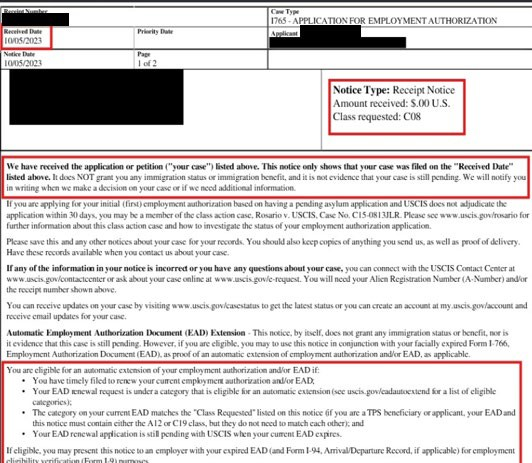 Receipt Number
Case Type
I765 - APPLICATION FOR EMPLOYMENT AUTHORIZATION
Received Date
10/05/2023
Priority Date
Applicant
Notice Date
10/05/2023
Page
1 of 2
Notice Type: Receipt Notice
Amount received: $.00 U.S.
Class requested: C08
We have received the application or petition ("your case") listed above. This notice only shows that your case was filed on the "Received Date"
listed above. It does NOT grant you any immigration status or immigration benefit, and it is not evidence that your case is still pending. We will notify you
in writing when we make a decision on your case or if we need additional information.
If you are applying for your initial (first) employment authorization based on having a pending asylum application and USCIS does not adjudicate the
application within 30 days, you may be a member of the class action case, Rosario v. USCIS, Case No. C15-0813JLR. Please see www.uscis.gov/rosario for
further information about this class action case and how to investigate the status of your employment authorization application.
Please save this and any other notices about your case for your records. You should also keep copies of anything you send us, as well as proof of delivery.
Have these records available when you contact us about your case.
If any of the information in your notice is incorrect or you have any questions about your case, you can connect with the USCIS Contact Center at
www.uscis.gov/contactcenter or ask about your case online at www.uscis.gov/e-request. You will need your Alien Registration Number (A-Number) and/or
the receipt number shown above.
You can receive updates on your case by visiting www.uscis.gov/casestatus to get the latest status or you can create an account at my.uscis.gov/account and
receive email updates for your case.
Automatic Employment Authorization Document (EAD) Extension - This notice, by itself, does not grant any immigration status or benefit, nor is
it evidence that this case is still pending. However, if you are eligible, you may use this notice in conjunction with your facially expired Form I-766,
Employment Authorization Document (EAD), as proof of an automatic extension of employment authorization and/or EAD, as applicable.
You are eligible for an automatic extension of your employment authorization and/or EAD if:
• You have timely filed to renew your current employment authorization and/or EAD;
• Your EAD renewal request is under a category that is eligible for an automatic extension (see uscis.gov/eadautoextend for a list of eligible
categories);
• The category on your current EAD matches the "Class Requested" listed on this notice (if you are a TPS beneficiary or applicant, your EAD and
this notice must contain either the A12 or C19 class, but they do not need to match each other); and
• Your EAD renewal application is still pending with USCIS when your current EAD expires.
If eligible, you may present this notice to an employer with your expired EAD (and Form I-94, Arrival/Departure Record, if applicable) for employment
eligibility verification (Form I-9) purposes.